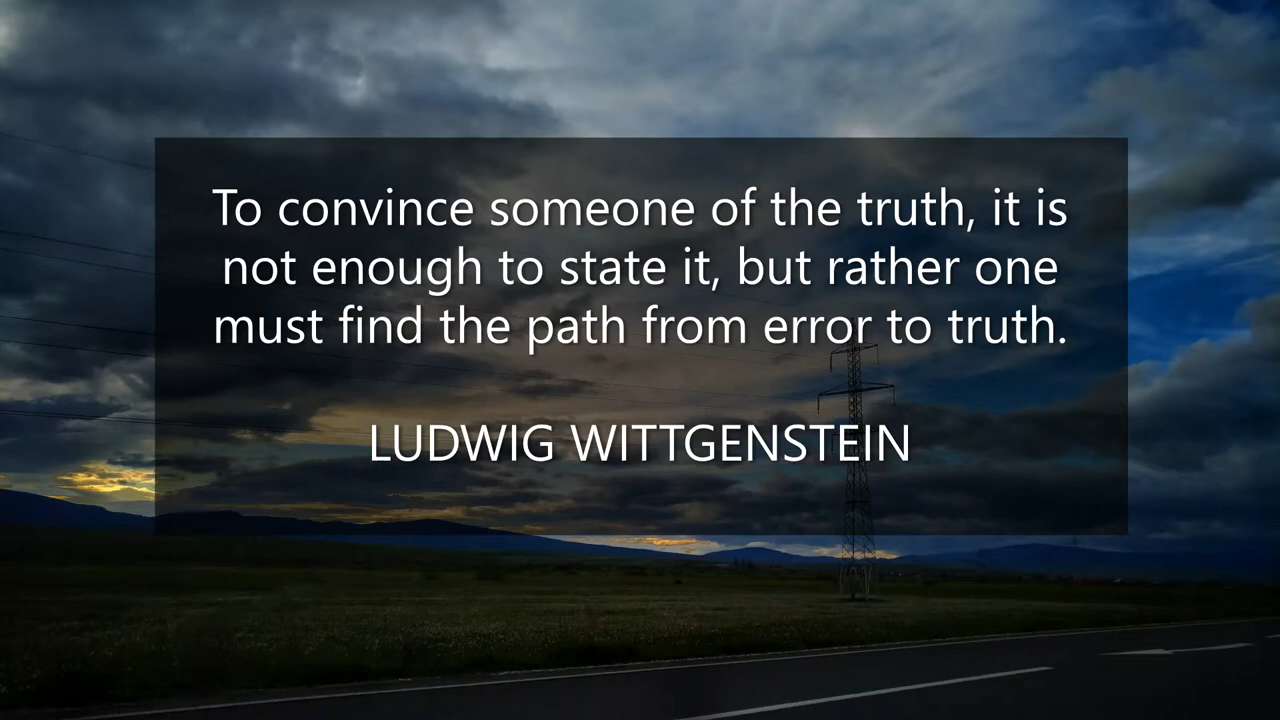 To convince someone of the truth, it is
not enough to state it, but rather one
must find the path from error to truth.
LUDWIG WITTGENSTEIN